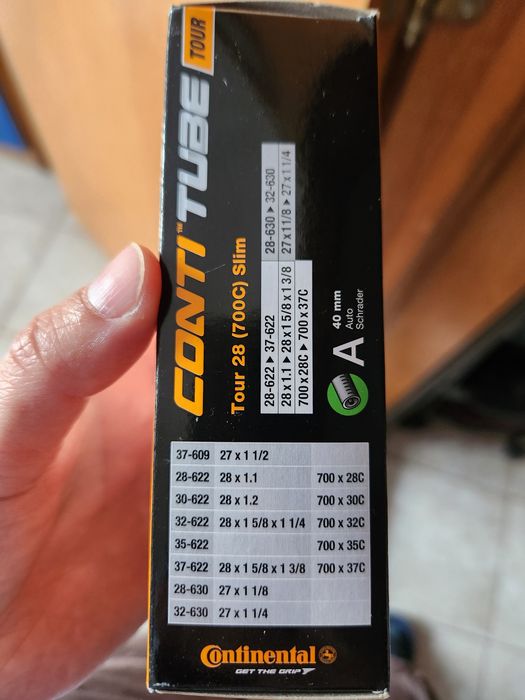 CONTI™ TUBE TOUR
Tour 28 (700C) Slim
28-622 ▶ 37-622
28 x 1.1 ▶ 28 x 1 5/8 x 1 3/8
700 x 28C ▶ 700 x 37C
28-630 ▶ 32-630
27 x 1 1/8 ▶ 27 x 1 1/4
A 40 mm
Auto
Schrader
37-609 27 x 1 1/2
28-622 28 x 1.1 700 x 28C
30-622 28 x 1.2 700 x 30C
32-622 28 x 1 5/8 x 1 1/4 700 x 32C
35-622 700 x 35C
37-622 28 x 1 5/8 x 1 3/8 700 x 37C
28-630 27 x 1 1/8
32-630 27 x 1 1/4
Continental
GET THE GRIP